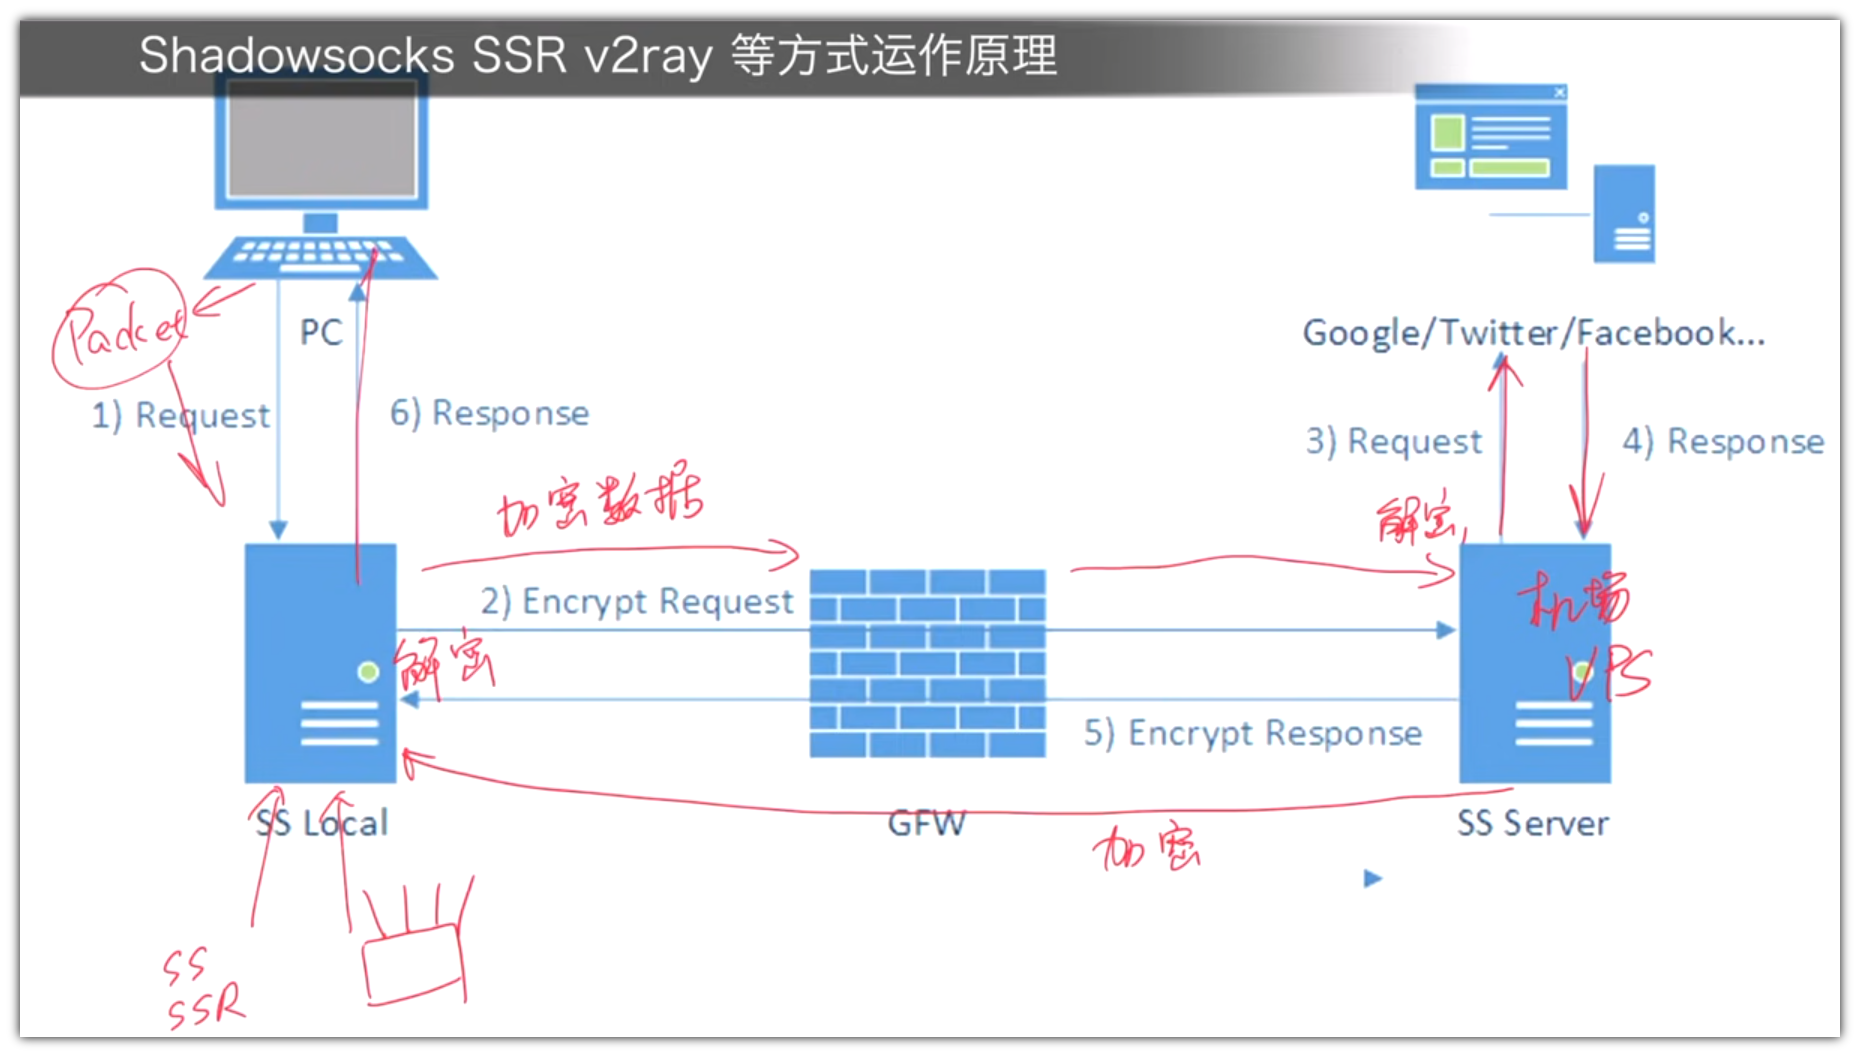 Shadowsocks SSR v2ray 等方式运作原理
Packet
PC
Google/Twitter/Facebook...
1) Request
6) Response
3) Request
4) Response
加密数据
解密
2) Encrypt Request
机场
VPS
解密
5) Encrypt Response
SS Local
GFW
SS Server
加密
SS
SSR